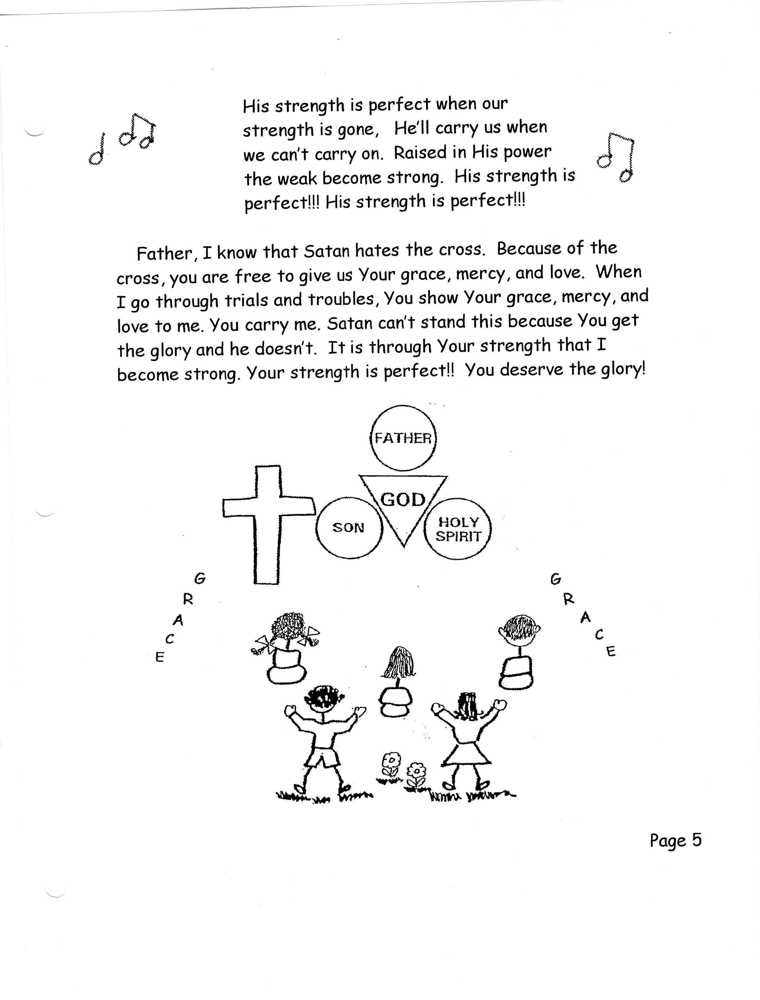 His strength is perfect when our
strength is gone, He'll carry us when
we can't carry on. Raised in His power
the weak become strong. His strength is
perfect!!! His strength is perfect!!!
Father, I know that Satan hates the cross. Because of the
cross, you are free to give us Your grace, mercy, and love. When
I go through trials and troubles, You show Your grace, mercy, and
love to me. You carry me. Satan can't stand this because You get
the glory and he doesn't. It is through Your strength that I
become strong. Your strength is perfect!! You deserve the glory!
FATHER
GOD
SON
HOLY
SPIRIT
G
R
A
C
E
G
R
A
C
E
Page 5